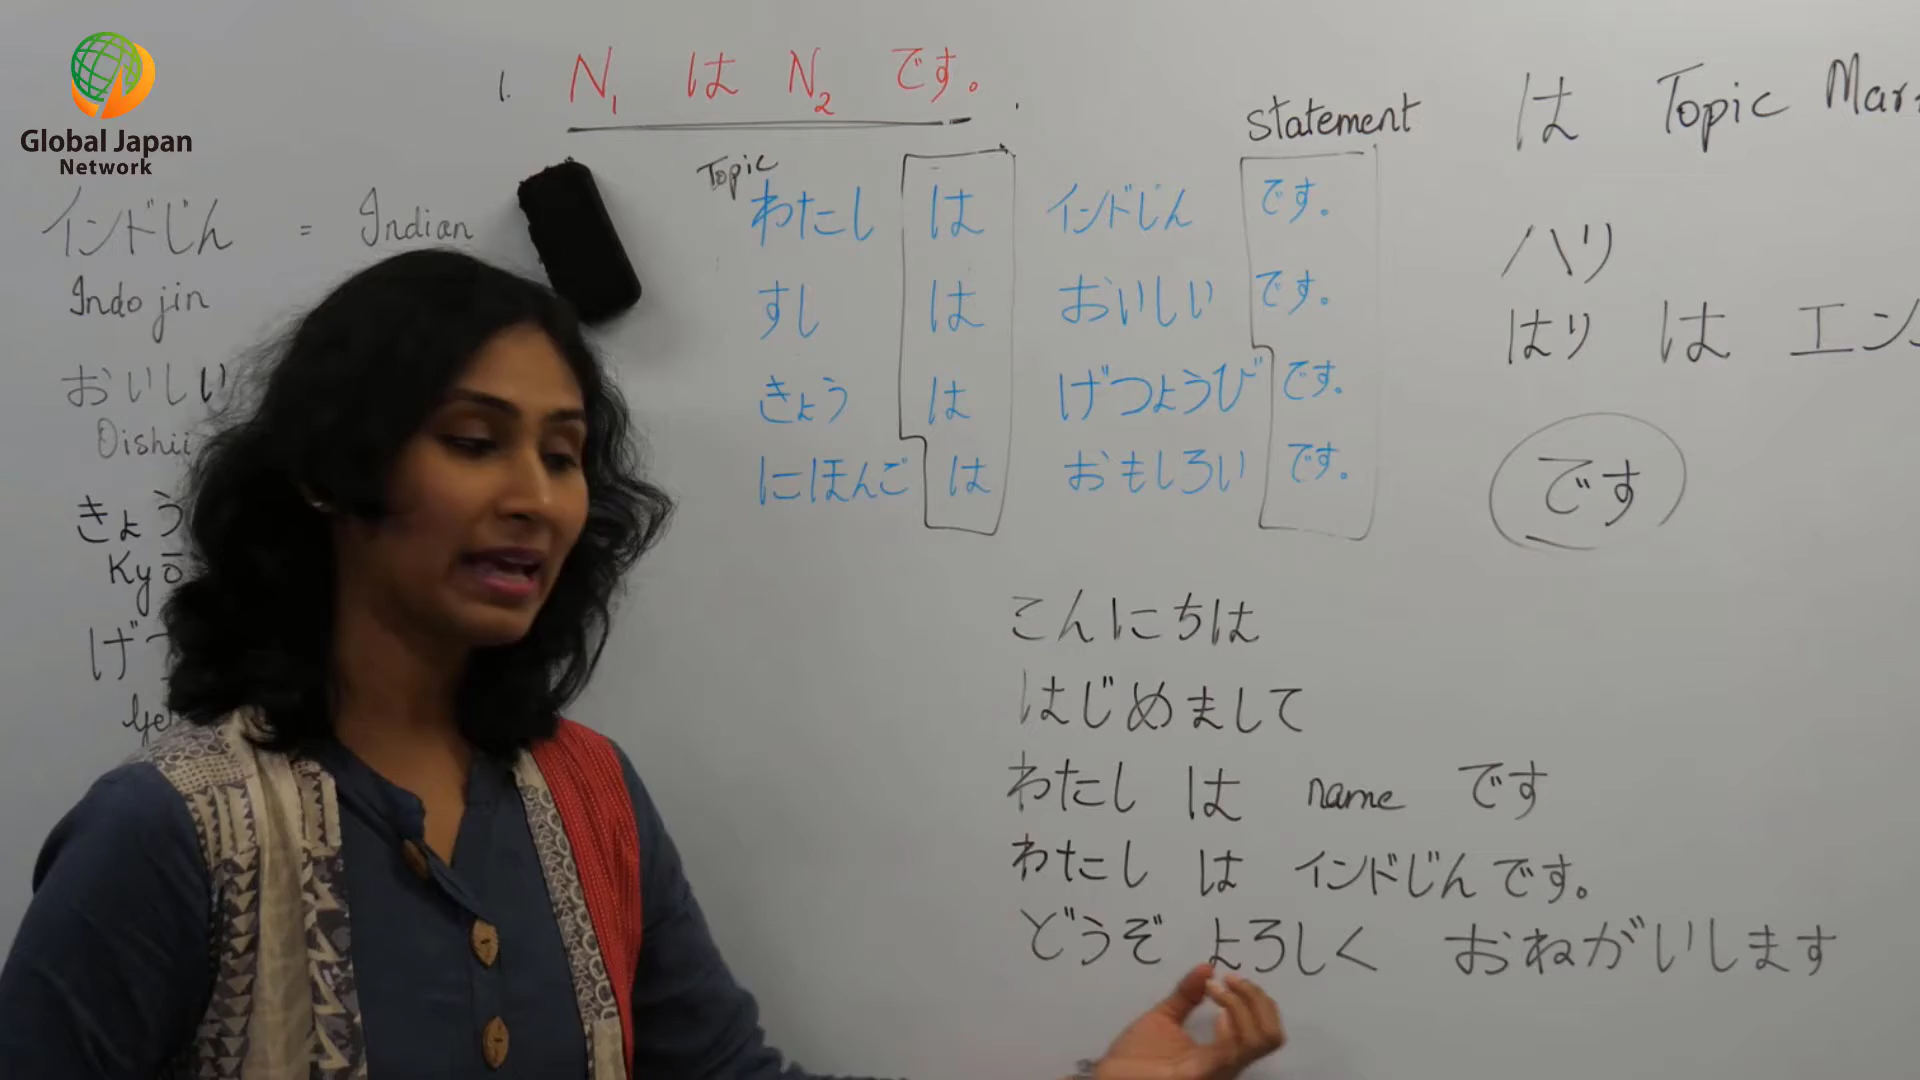 Global Japan
Network
1. N1 は N2 です。
statement
は Topic
Topic
インドじん = Indian
Indo jin
わたし は インドじん です。
すし は おいしい です。
きょう は げつようび です。
にほんご は おもしろい です。
おいしい
Oishii
きょう
Kyō
ハリ
はり は
です
こんにちは
はじめまして
わたし は name です
わたし は インドじんです。
どうぞ よろしく おねがいします